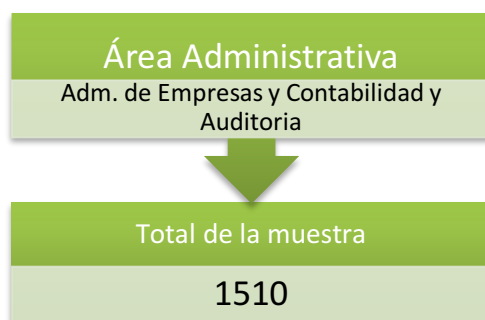 Área Administrativa
Adm. de Empresas y Contabilidad y
Auditoria
Total de la muestra
1510